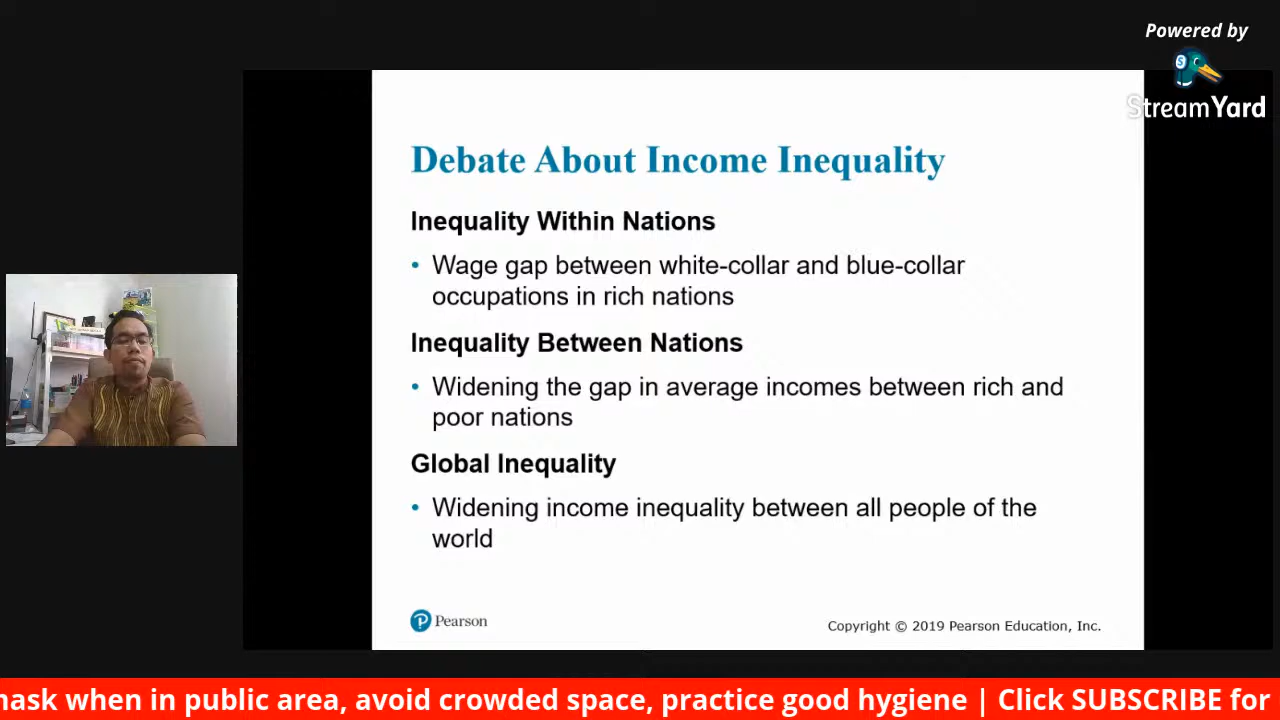 Powered by
StreamYard
Debate About Income Inequality
Inequality Within Nations
• Wage gap between white-collar and blue-collar
occupations in rich nations
Inequality Between Nations
• Widening the gap in average incomes between rich and
poor nations
Global Inequality
• Widening income inequality between all people of the
world
Pearson
Copyright © 2019 Pearson Education, Inc.
when in public area, avoid crowded space, practice good hygiene | Click SUBSCRIBE for